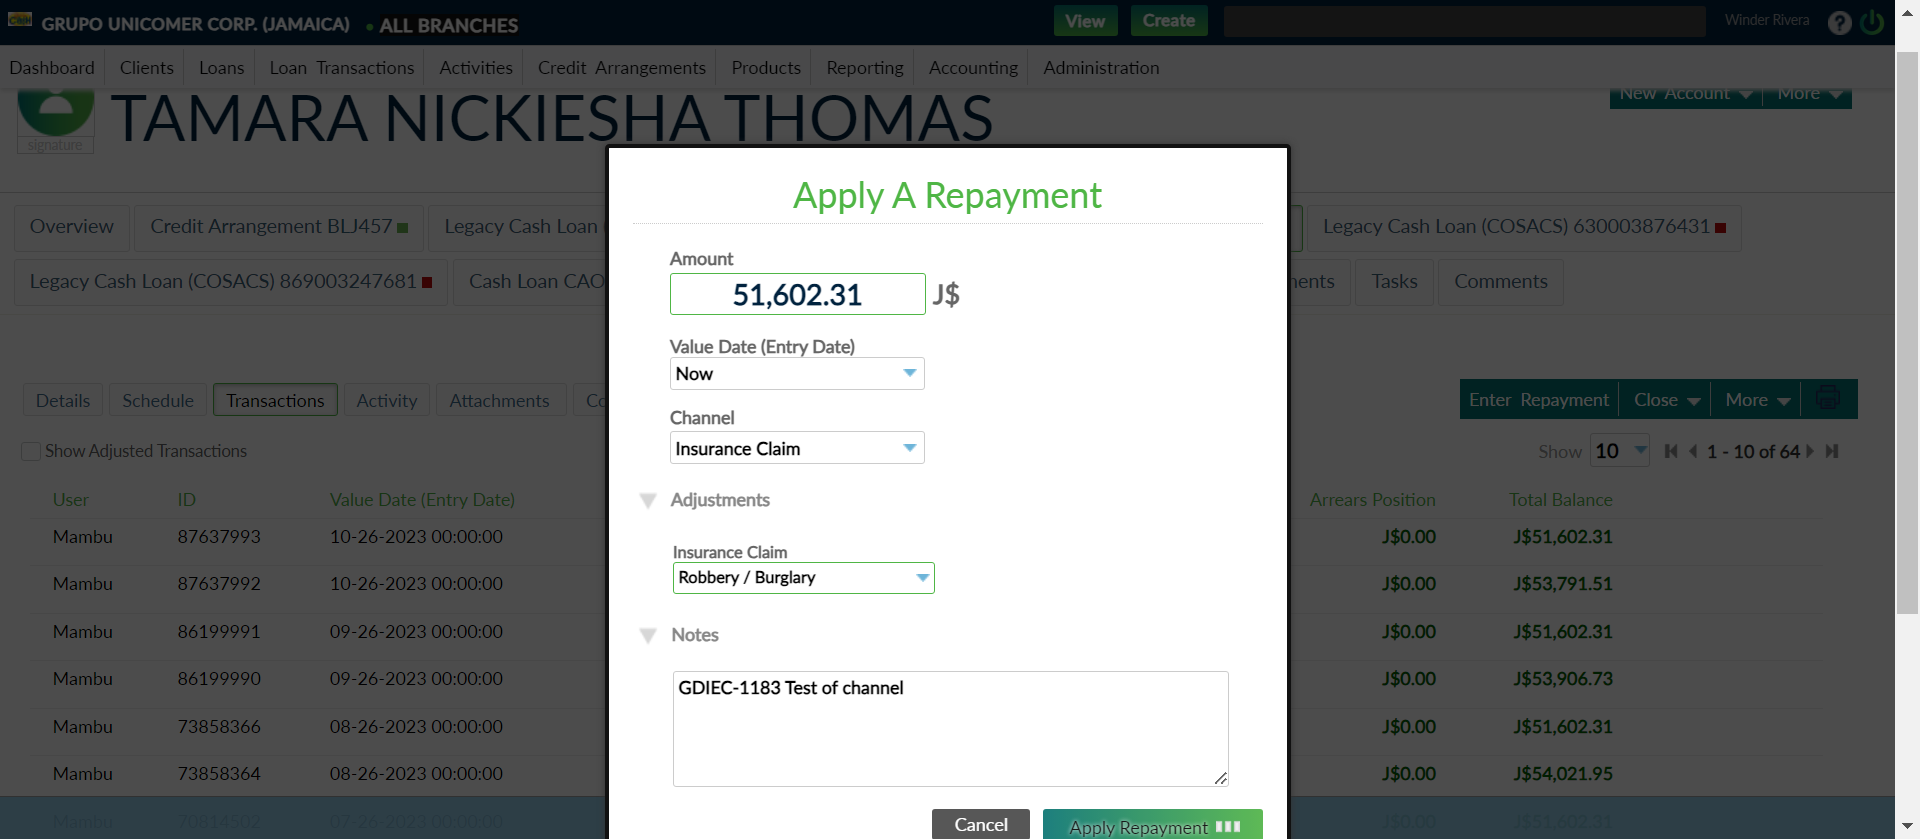 GRUPO UNICOMER CORP. (JAMAICA) • ALL BRANCHES View Create Winder Rivera ?
Dashboard Clients Loans Loan Transactions Activities Credit Arrangements Products Reporting Accounting Administration
signature TAMARA NICKIESHA THOMAS New Account More
Overview Credit Arrangement BLJ457 Legacy Cash Loan Legacy Cash Loan (COSACS) 630003876431
Legacy Cash Loan (COSACS) 869003247681 Cash Loan CAO Tasks Comments
Details Schedule Transactions Activity Attachments Enter Repayment Close More
Show Adjusted Transactions Show 10 1 - 10 of 64
User ID Value Date (Entry Date) Arrears Position Total Balance
Mambu 87637993 10-26-2023 00:00:00 J$0.00 J$51,602.31
Mambu 87637992 10-26-2023 00:00:00 J$0.00 J$53,791.51
Mambu 86199991 09-26-2023 00:00:00 J$0.00 J$51,602.31
Mambu 86199990 09-26-2023 00:00:00 J$0.00 J$53,906.73
Mambu 73858366 08-26-2023 00:00:00 J$0.00 J$51,602.31
Mambu 73858364 08-26-2023 00:00:00 J$0.00 J$54,021.95
Mambu 70814502 07-26-2023 00:00:00 J$0.00
Apply A Repayment
Amount
51,602.31 J$
Value Date (Entry Date)
Now
Channel
Insurance Claim
Adjustments
Insurance Claim
Robbery / Burglary
Notes
GDIEC-1183 Test of channel
Cancel Apply Repayment